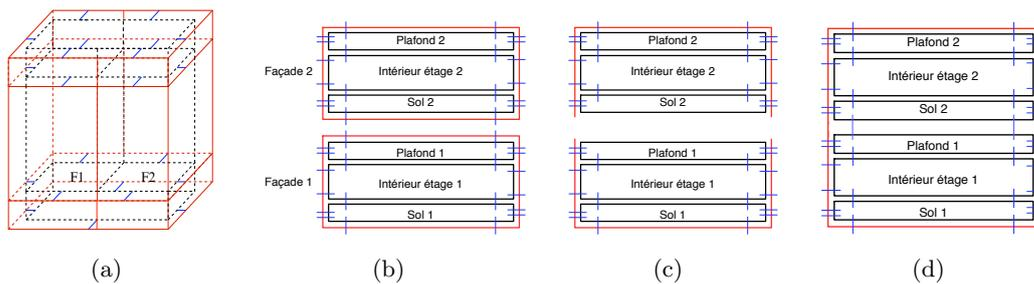 F1 F2
(a)
Façade 2
Plafond 2
Intérieur étage 2
Sol 2
Façade 1
Plafond 1
Intérieur étage 1
Sol 1
(b)
Plafond 2
Intérieur étage 2
Sol 2
Plafond 1
Intérieur étage 1
Sol 1
(c)
Plafond 2
Intérieur étage 2
Sol 2
Plafond 1
Intérieur étage 1
Sol 1
(d)